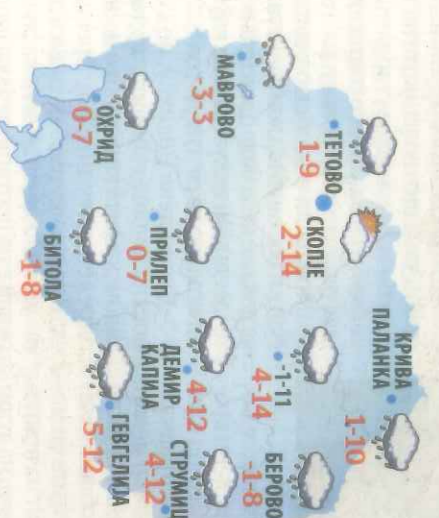 КРИВА
ПАЛАНКА
1-10
ТЕТОВО
1-9
СКОПЈЕ
2-14
МАВРОВО
-3-3
-1-11
4-14
БЕРОВО
-1-8
ОХРИД
0-7
ПРИЛЕП
0-7
ДЕМИР
КАПИЈА
4-12
СТРУМИЦ
4-12
БИТОЛА
-1-8
ГЕВГЕЛИЈА
5-12